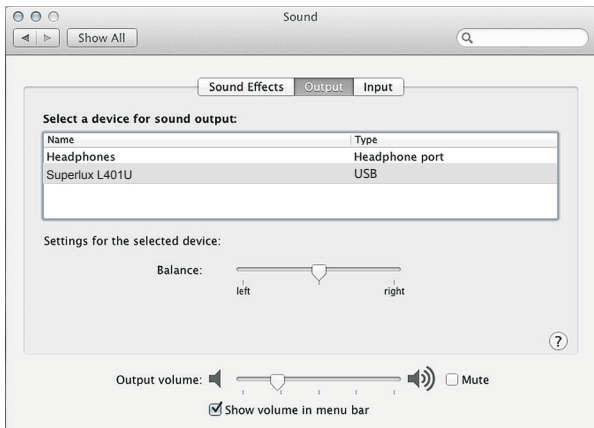 Sound
Show All
Sound Effects Output Input
Select a device for sound output:
Name Type
Headphones Headphone port
Superlux L401U USB
Settings for the selected device:
Balance:
left right
?
Output volume: Mute
Show volume in menu bar